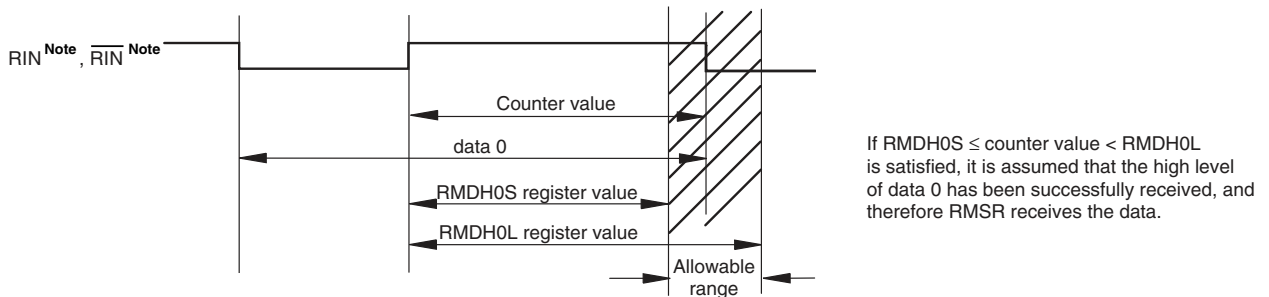 RIN Note , RIN Note
Counter value
data 0
RMDH0S register value
RMDH0L register value
Allowable
range
If RMDH0S ≤ counter value < RMDH0L
is satisfied, it is assumed that the high level
of data 0 has been successfully received, and
therefore RMSR receives the data.